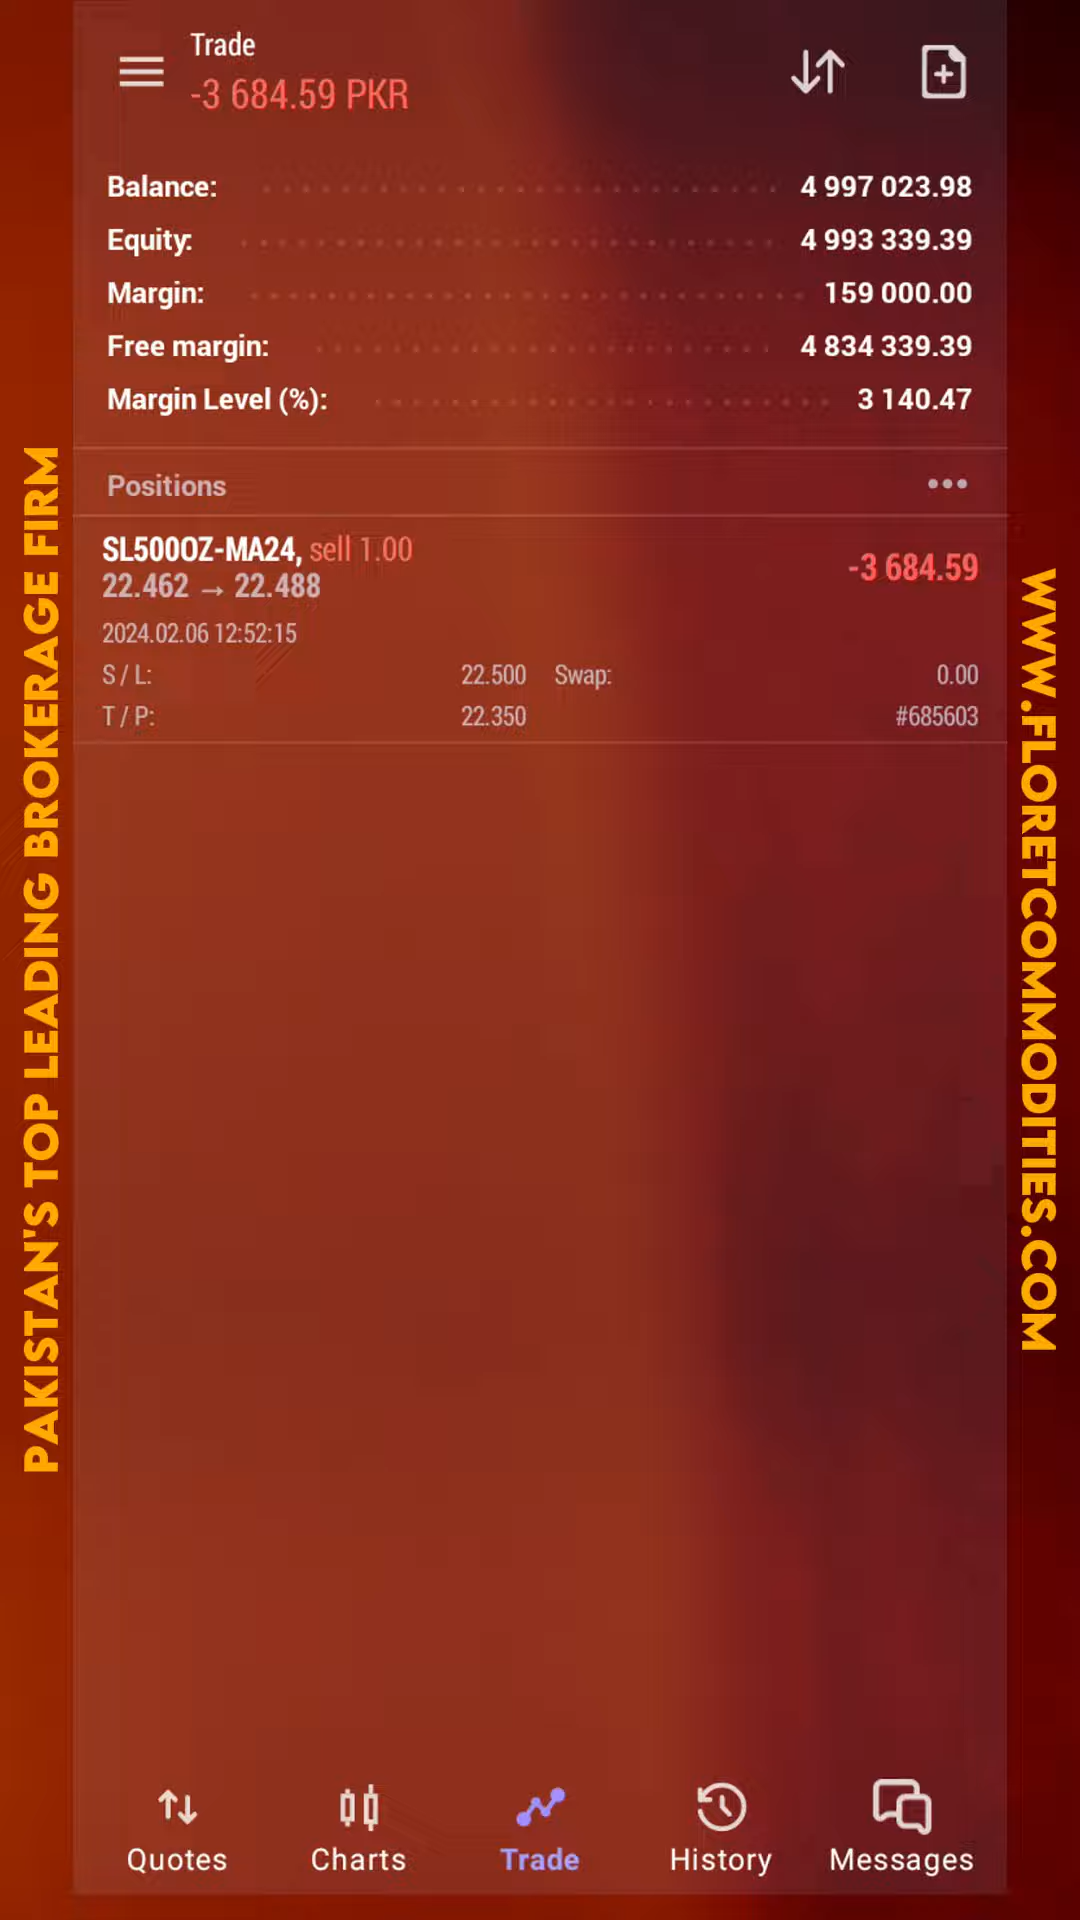 Trade
-3 684.59 PKR
Balance: 4 997 023.98
Equity: 4 993 339.39
Margin: 159 000.00
Free margin: 4 834 339.39
Margin Level (%): 3 140.47
Positions
SL500OZ-MA24, sell 1.00
-3 684.59
22.462 → 22.488
2024.02.06 12:52:15
S / L: 22.500 Swap: 0.00
T / P: 22.350 #685603
PAKISTAN'S TOP LEADING BROKERAGE FIRM
WWW.FLORETCOMMODITIES.COM
Quotes Charts Trade History Messages